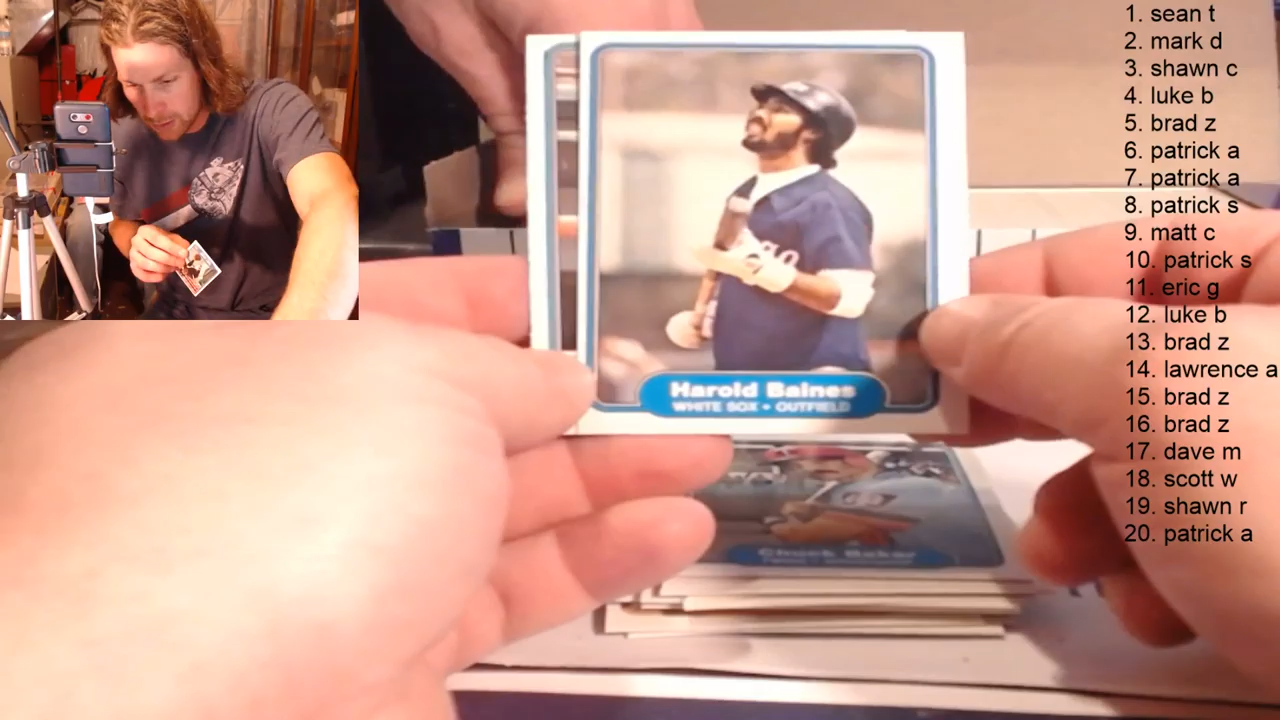 1. sean t
2. mark d
3. shawn c
4. luke b
5. brad z
6. patrick a
7. patrick a
8. patrick s
9. matt c
10. patrick s
11. eric g
12. luke b
13. brad z
14. lawrence a
15. brad z
16. brad z
17. dave m
18. scott w
19. shawn r
20. patrick a
Harold Baines
WHITE SOX • OUTFIELD
Chuck Baker